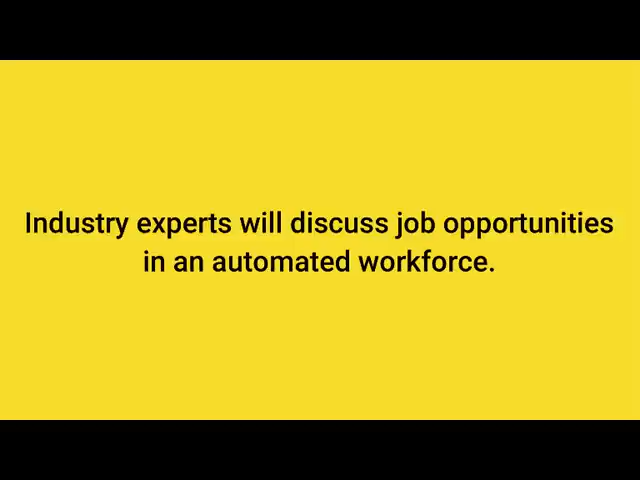 Industry experts will discuss job opportunities
in an automated workforce.